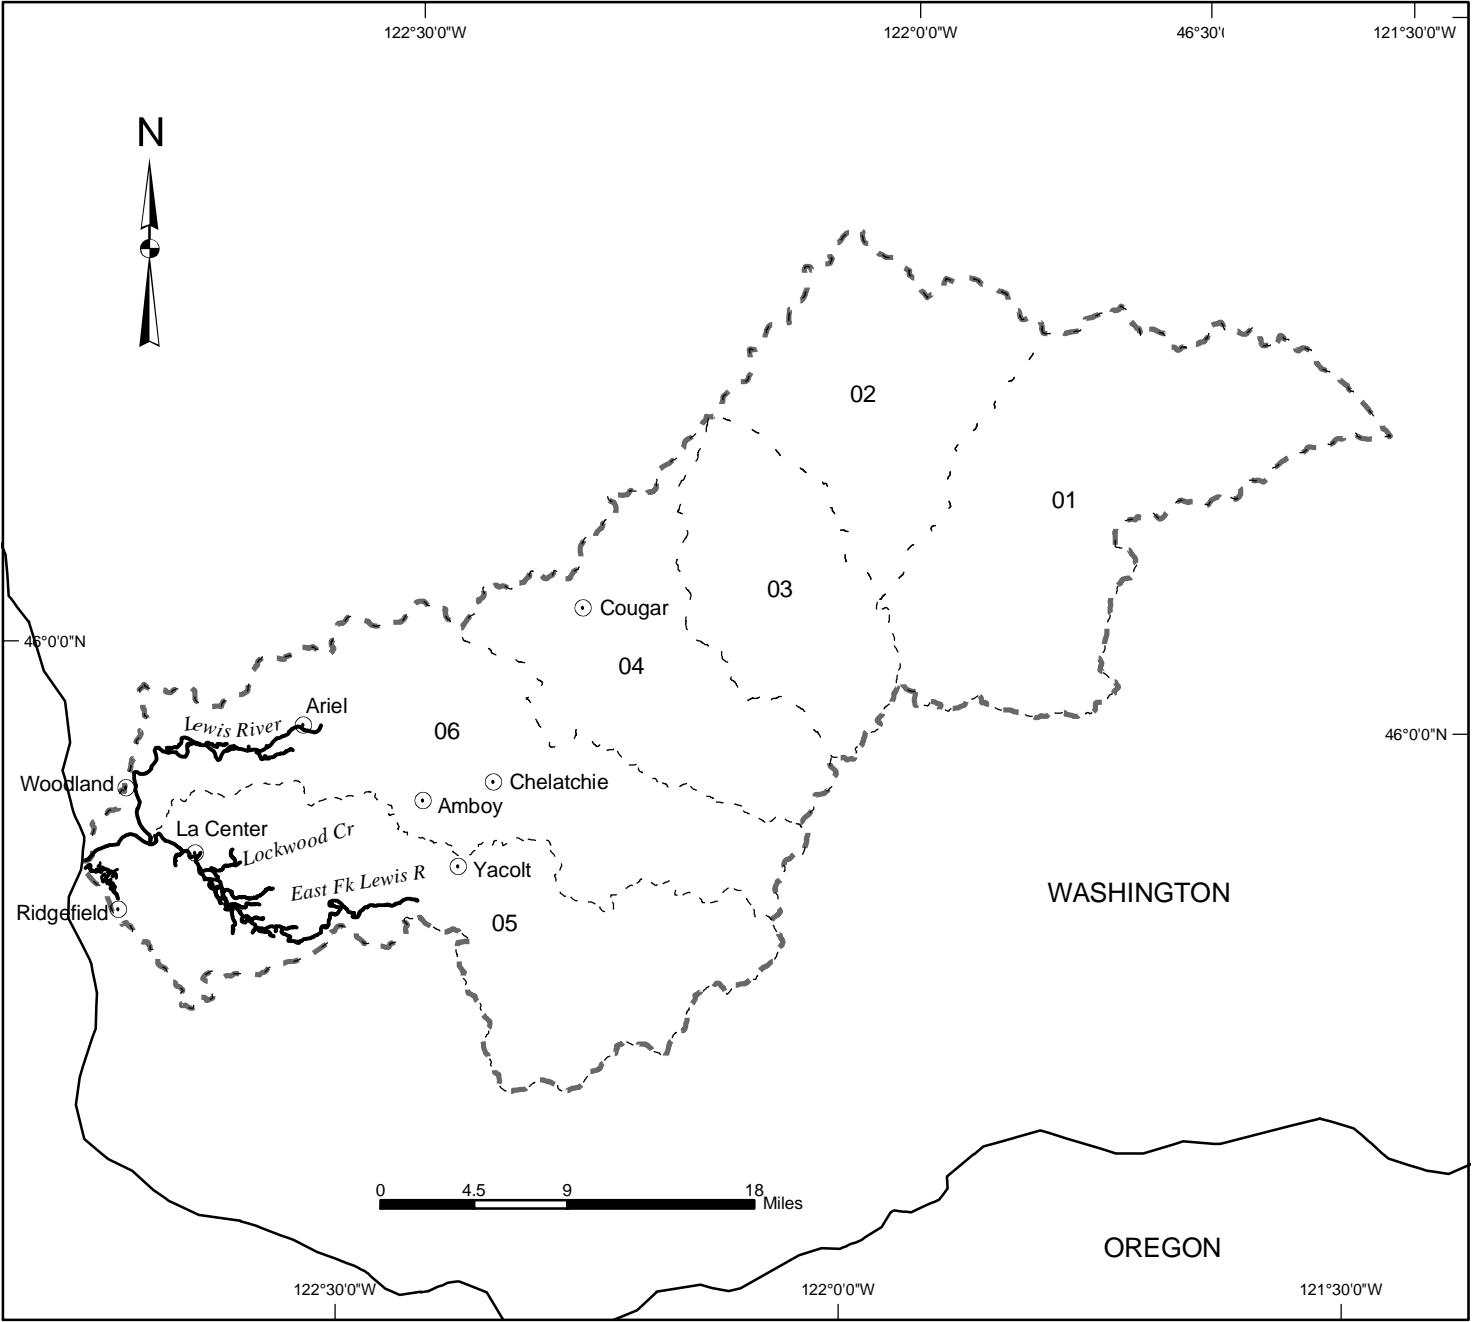 122°30'0"W
122°0'0"W
46°30'(
121°30'0"W
N
02
01
03
Cougar
46°0'0"N
04
Ariel
Lewis River
06
46°0'0"N
Woodland
Chelatchie
Amboy
La Center
Lockwood Cr
Yacolt
East Fk Lewis R
WASHINGTON
Ridgefield
05
0 4.5 9 18
Miles
OREGON
122°30'0"W
122°0'0"W
121°30'0"W